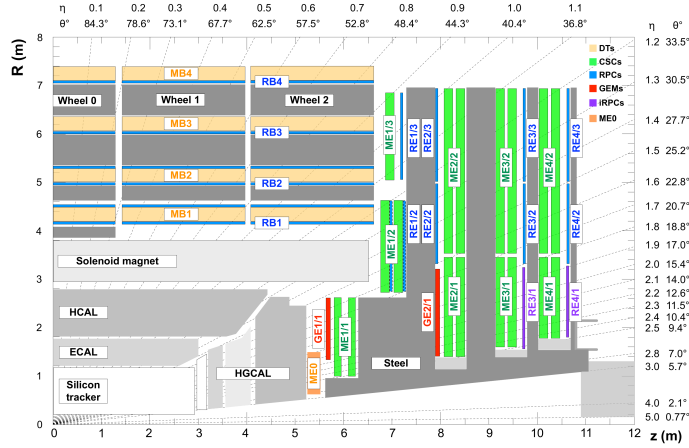 η 0.1 0.2 0.3 0.4 0.5 0.6 0.7 0.8 0.9 1.0 1.1 η θ°
θ° 84.3° 78.6° 73.1° 67.7° 62.5° 57.5° 52.8° 48.4° 44.3° 40.4° 36.8°
R (m)
8
7
6
5
4
3
2
1
0
1.2 33.5°
1.3 30.5°
1.4 27.7°
1.5 25.2°
1.6 22.8°
1.7 20.7°
1.8 18.8°
1.9 17.0°
2.0 15.4°
2.1 14.0°
2.2 12.6°
2.3 11.5°
2.4 10.4°
2.5 9.4°
2.8 7.0°
3.0 5.7°
4.0 2.1°
5.0 0.77°
DTs
CSCs
RPCs
GEMs
iRPCs
ME0
MB4
RB4
Wheel 0
Wheel 1
Wheel 2
MB3
RB3
MB2
RB2
MB1
RB1
Solenoid magnet
HCAL
ECAL
Silicon
tracker
HGCAL
Steel
ME0
GE1/1
ME1/1
ME1/2
ME1/3
RE1/3
RE2/3
RE1/2
RE2/2
GE2/1
ME2/2
ME2/1
ME3/2
ME3/1
RE3/3
RE3/2
RE3/1
ME4/2
ME4/1
RE4/3
RE4/2
RE4/1
0 1 2 3 4 5 6 7 8 9 10 11 12
z (m)